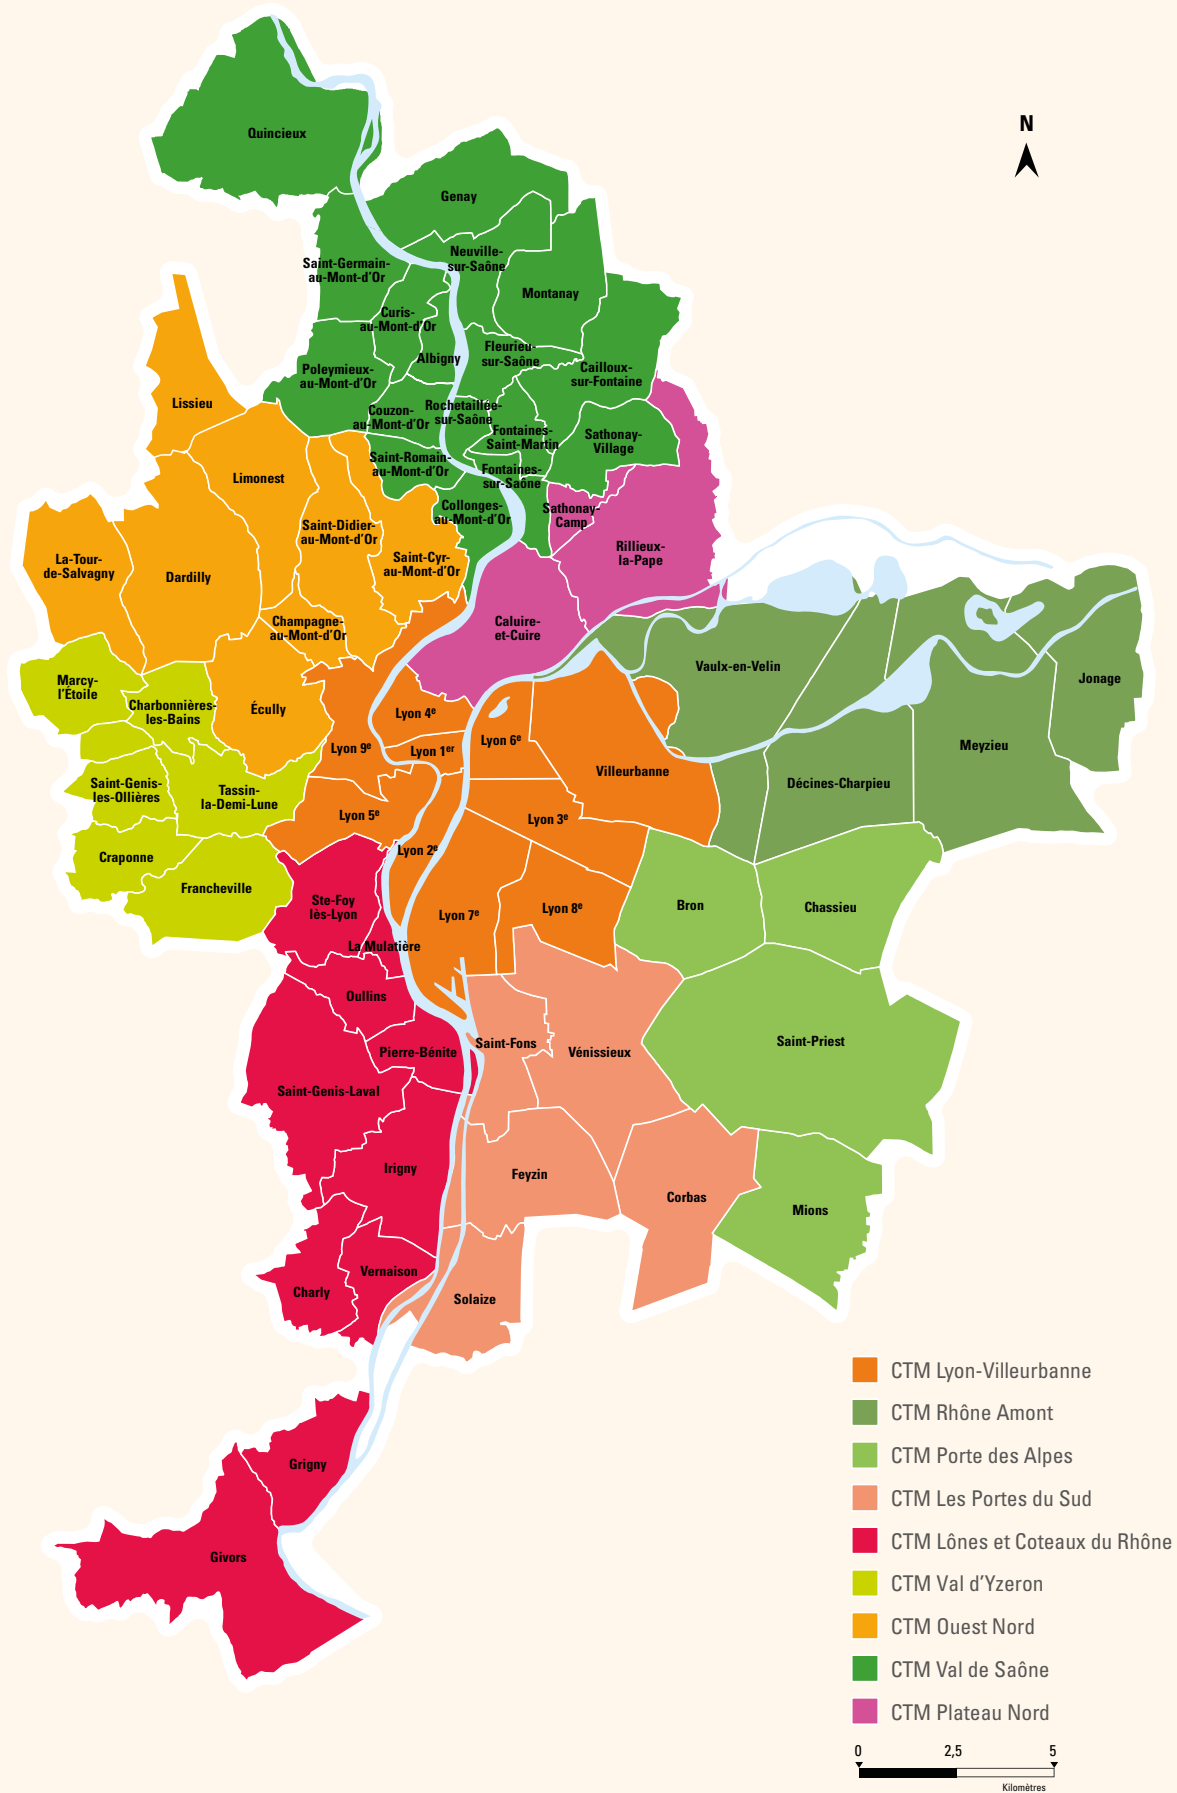 Quincieux
N
Genay
Neuville-
sur-Saône
Saint-Germain-
au-Mont-d'Or
Montanay
Curis-
au-Mont-d'Or
Fleurieu-
sur-Saône
Albigny
Poleymieux-
au-Mont-d'Or
Cailloux-
sur-Fontaine
Lissieu
Couzon-
au-Mont-d'Or
Rochetaillée-
sur-Saône
Fontaines-
Saint-Martin
Sathonay-
Village
Saint-Romain-
au-Mont-d'Or
Fontaines-
sur-Saône
Limonest
Collonges-
au-Mont-d'Or
Sathonay-
Camp
Saint-Didier-
au-Mont-d'Or
Rillieux-
la-Pape
La-Tour-
de-Salvagny
Dardilly
Saint-Cyr-
au-Mont-d'Or
Champagne-
au-Mont-d'Or
Caluire-
et-Cuire
Vaulx-en-Velin
Jonage
Marcy-
l'Étoile
Charbonnières-
les-Bains
Écully
Lyon 4e
Lyon 9e
Lyon 1er
Lyon 6e
Meyzieu
Villeurbanne
Décines-Charpieu
Saint-Genis-
les-Ollières
Tassin-
la-Demi-Lune
Lyon 5e
Lyon 3e
Craponne
Lyon 2e
Francheville
Ste-Foy
lès-Lyon
Lyon 7e
Lyon 8e
Bron
Chassieu
La Mulatière
Oullins
Saint-Fons
Pierre-Bénite
Vénissieux
Saint-Priest
Saint-Genis-Laval
Irigny
Feyzin
Corbas
Mions
Vernaison
Charly
Solaize
Grigny
Givors
CTM Lyon-Villeurbanne
CTM Rhône Amont
CTM Porte des Alpes
CTM Les Portes du Sud
CTM Lônes et Coteaux du Rhône
CTM Val d'Yzeron
CTM Ouest Nord
CTM Val de Saône
CTM Plateau Nord
0 2,5 5
Kilomètres